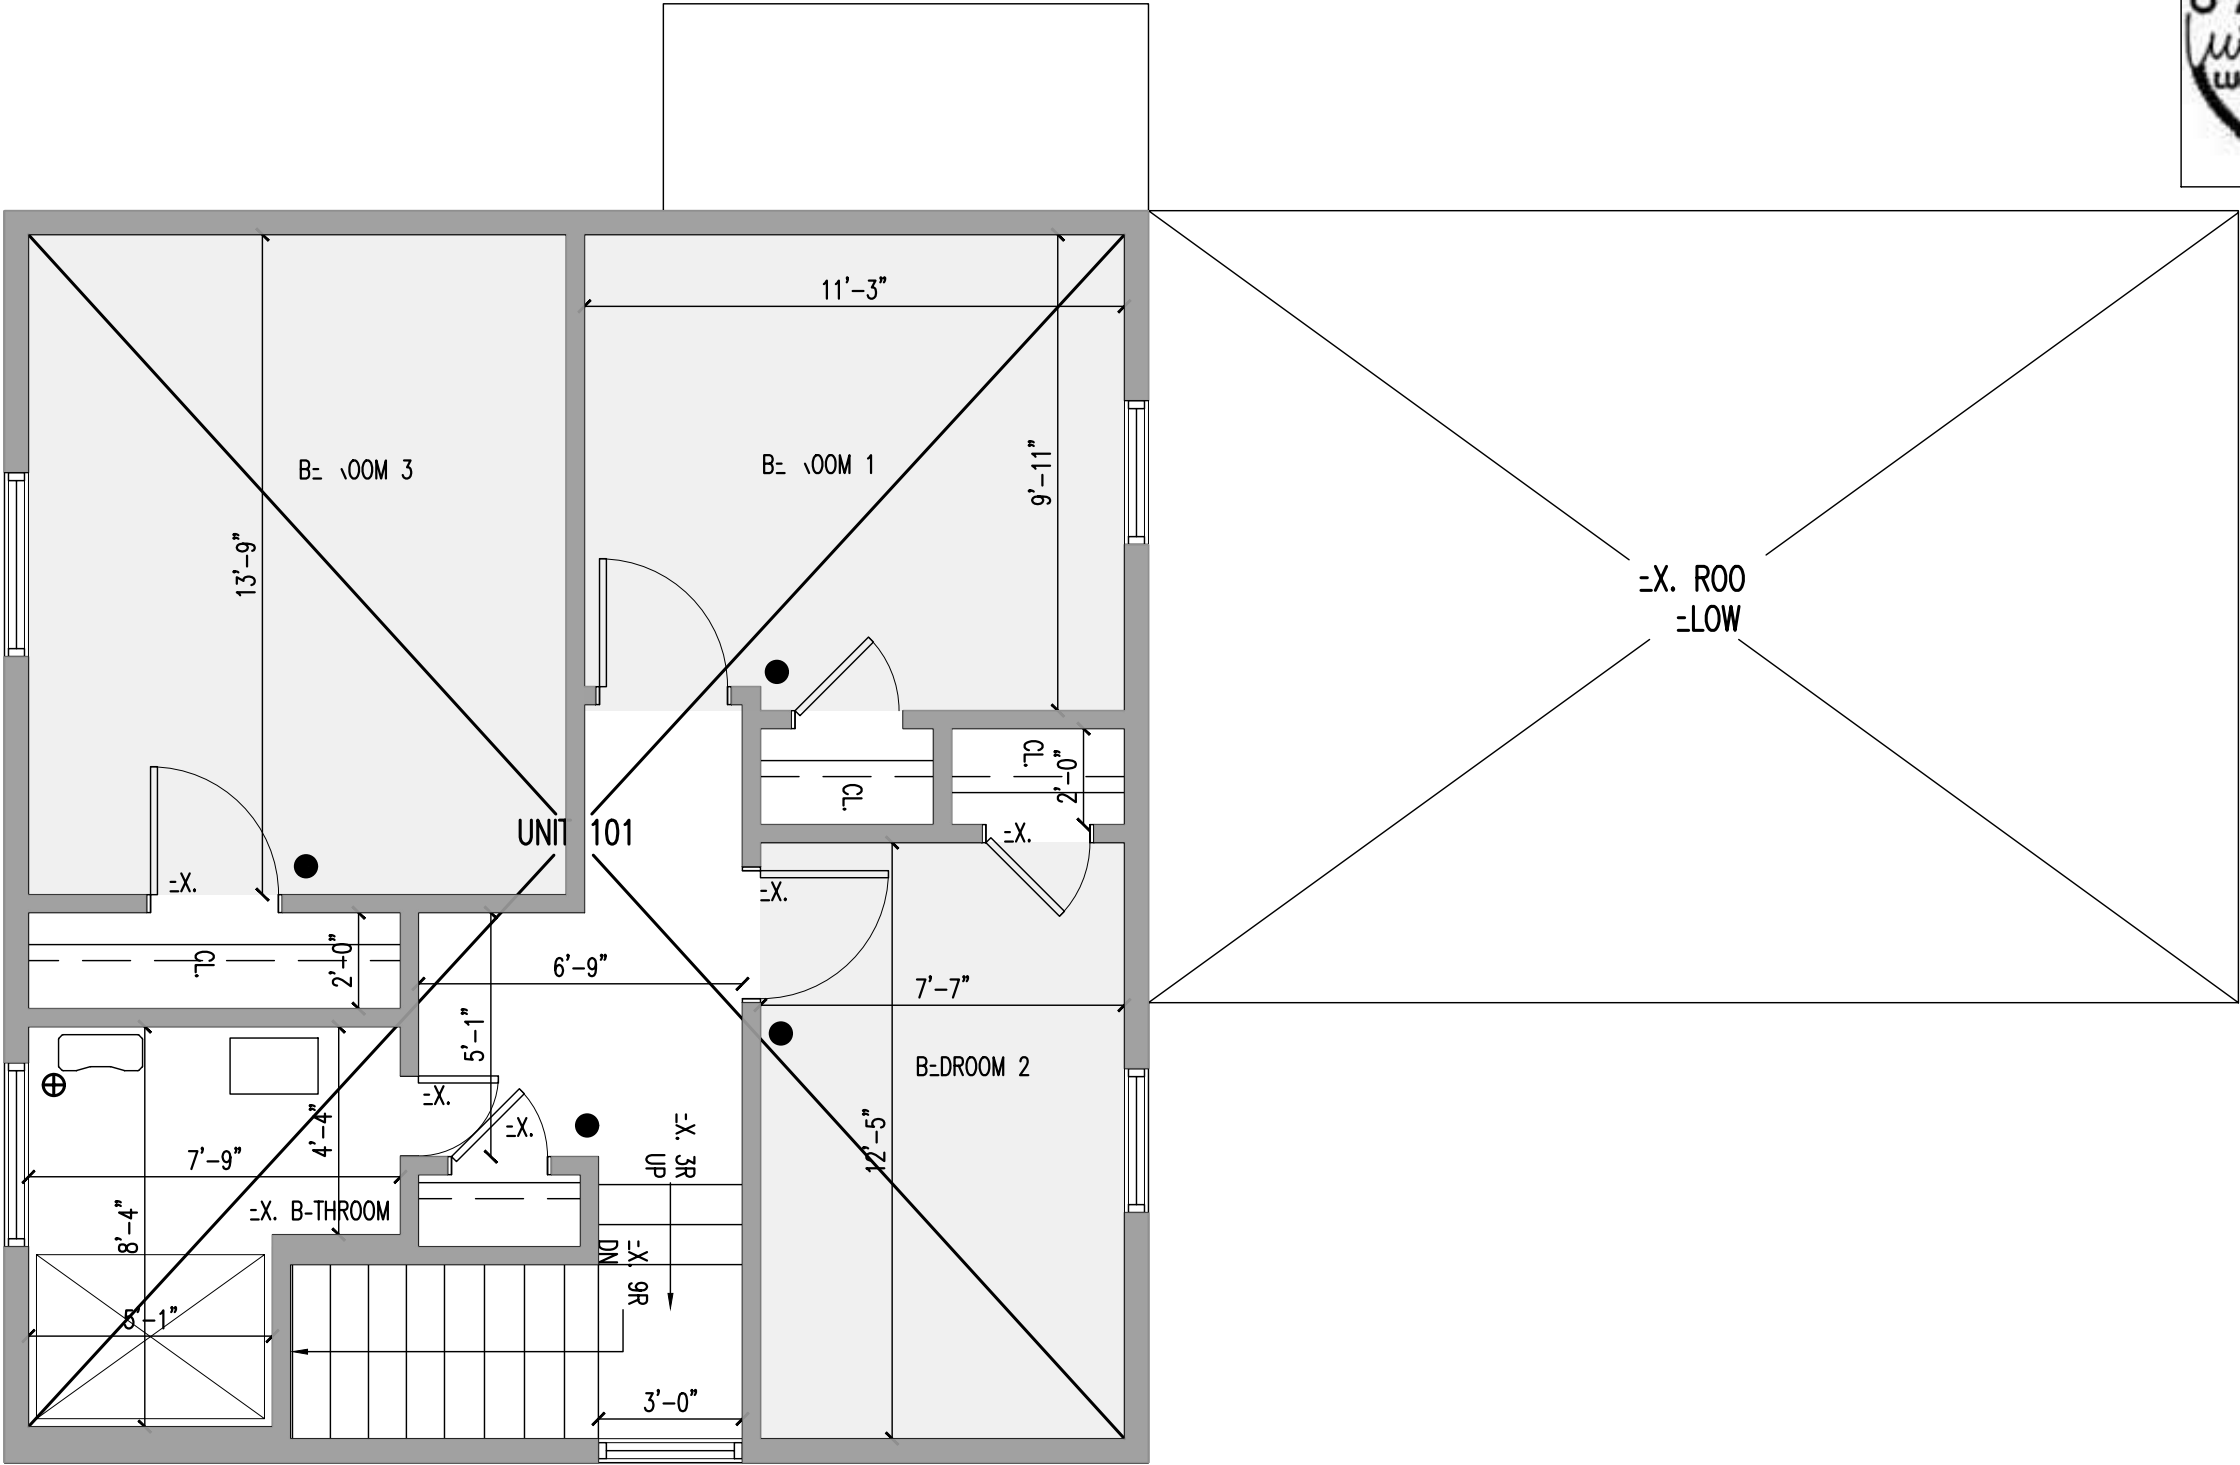 11'-3"
9'-11"
13'-9"
OOM 3
OOM 1
X. ROO
LOW
UNIT 101
CL.
CL.
2'-0"
X.
X.
X.
CL.
2'-0"
6'-9"
7'-7"
5'-1"
B-DROOM 2
X.
X.
4'-4"
7'-9"
12'-5"
X. 3R
UP
8'-4"
X. B-THROOM
X. 9R
DN
5'-1"
3'-0"